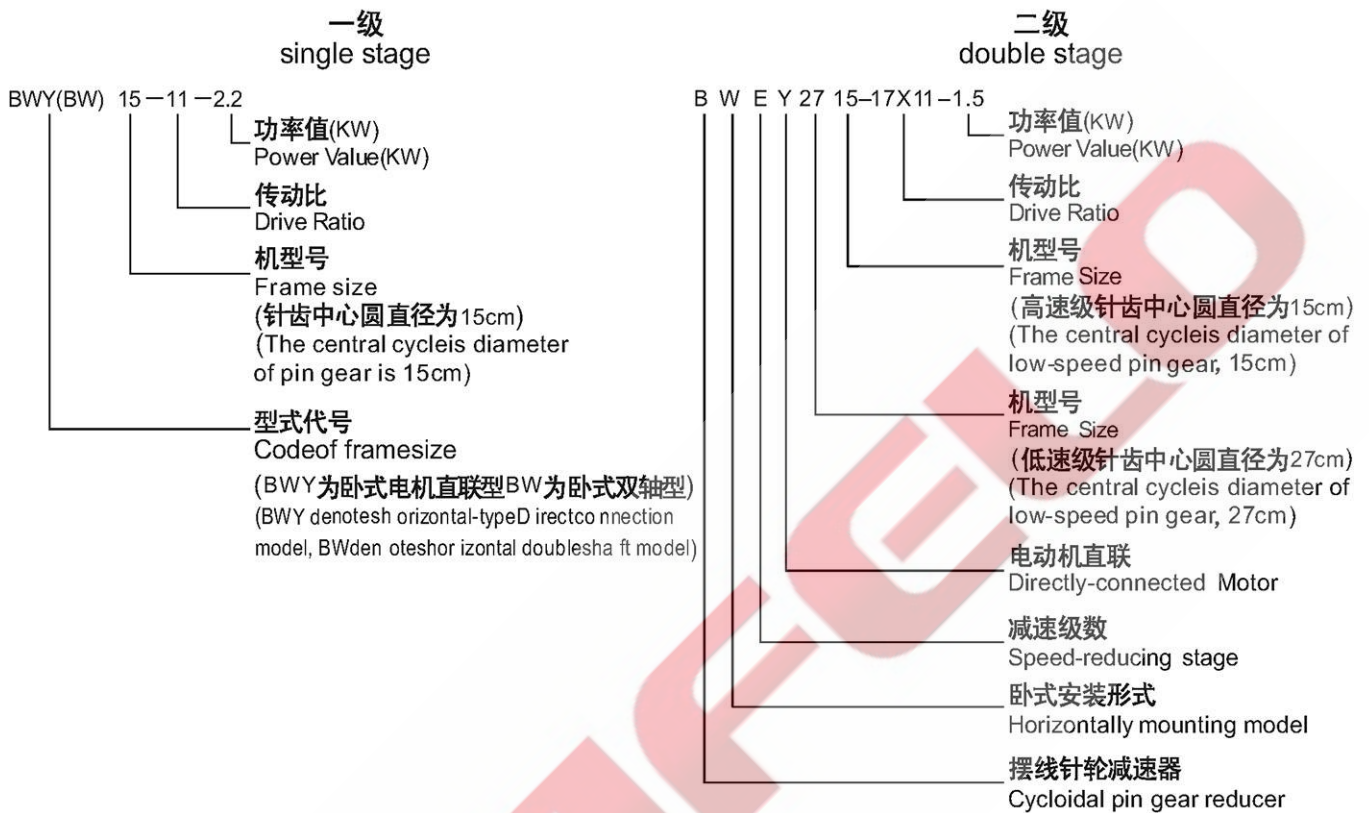 一级
single stage
BWY(BW) 15－11－2.2
功率值(KW)
Power Value(KW)
传动比
Drive Ratio
机型号
Frame size
(针齿中心圆直径为15cm)
(The central cycleis diameter
of pin gear is 15cm)
型式代号
Codeof framesize
(BWY为卧式电机直联型BW为卧式双轴型)
(BWY denotesh orizontal-typeD irectco nnection
model, BWden oteshor izontal doublesha ft model)
二级
double stage
B W E Y 27 15–17X11–1.5
功率值(KW)
Power Value(KW)
传动比
Drive Ratio
机型号
Frame Size
(高速级针齿中心圆直径为15cm)
(The central cycleis diameter of
low-speed pin gear, 15cm)
机型号
Frame Size
(低速级针齿中心圆直径为27cm)
(The central cycleis diameter of
low-speed pin gear, 27cm)
电动机直联
Directly-connected Motor
减速级数
Speed-reducing stage
卧式安装形式
Horizontally mounting model
摆线针轮减速器
Cycloidal pin gear reducer